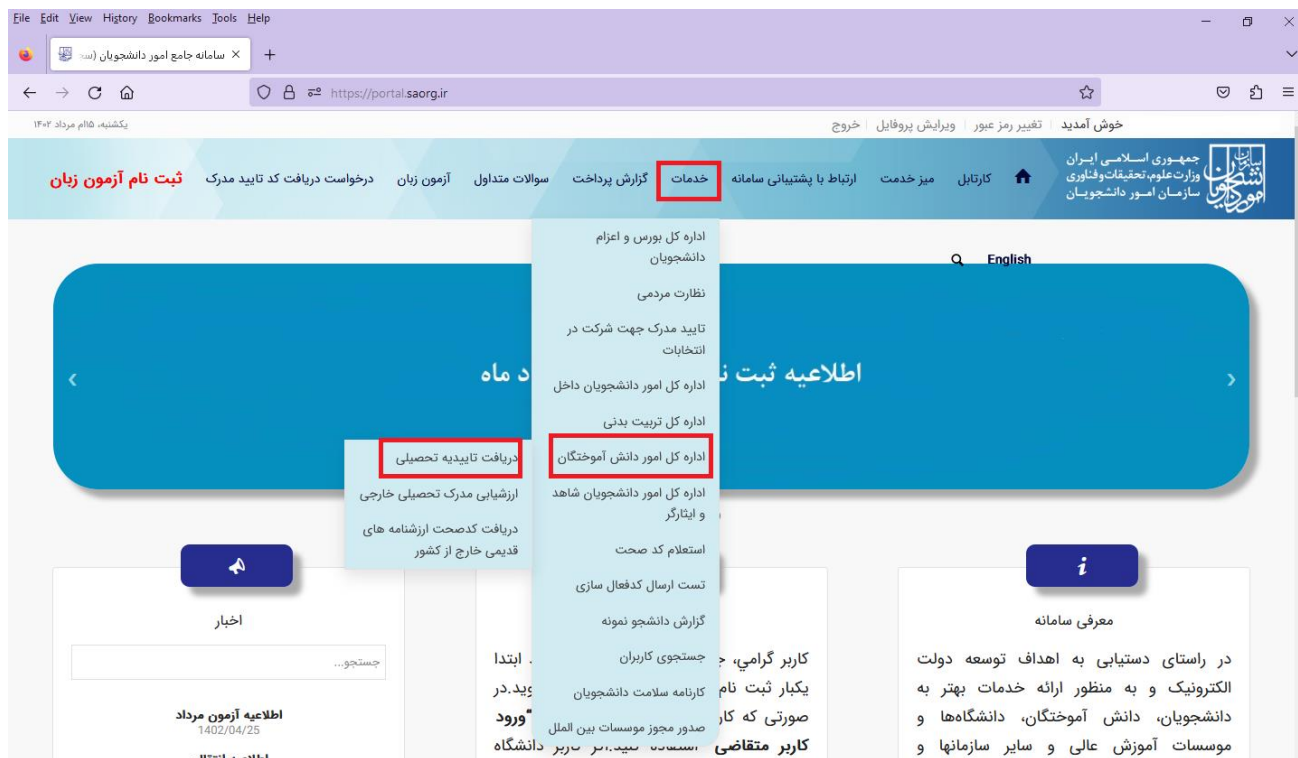 File Edit View History Bookmarks Tools Help
سامانه جامع امور دانشجویان
https://portal.saorg.ir
خوش آمدید تغییر رمز عبور ویرایش پروفایل خروج
یکشنبه، ۱۵ام مرداد ۱۴۰۲
جمهوری اسلامی ایران
وزارت علوم، تحقیقات و فناوری
سازمان امور دانشجویان
کارتابل میز خدمت ارتباط با پشتیبانی سامانه خدمات گزارش پرداخت سوالات متداول آزمون زبان درخواست دریافت کد تایید مدرک ثبت نام آزمون زبان
English
اداره کل بورس و اعزام
دانشجویان
نظارت مردمی
تایید مدرک جهت شرکت در
انتخابات
اداره کل امور دانشجویان داخل
اداره کل تربیت بدنی
اداره کل امور دانش آموختگان
اداره کل امور دانشجویان شاهد
و ایثارگر
استعلام کد صحت
تست ارسال کدفعال سازی
گزارش دانشجو نمونه
جستجوی کاربران
کارنامه سلامت دانشجویان
صدور مجوز موسسات بین الملل
دریافت تاییدیه تحصیلی
ارزشیابی مدرک تحصیلی خارجی
دریافت کدصحت ارزشنامه های
قدیمی خارج از کشور
اطلاعیه ثبت
د ماه
معرفی سامانه
در راستای دستیابی به اهداف توسعه دولت
الکترونیک و به منظور ارائه خدمات بهتر به
دانشجویان، دانش آموختگان، دانشگاه‌ها و
موسسات آموزش عالی و سایر سازمانها و
کاربر گرامي،
ابتدا
یکبار ثبت نام
وید.در
صورتی که
"ورود
کاربر متقاضی
دانشگاه
اخبار
جستجو...
اطلاعیه آزمون مرداد
1402/04/25